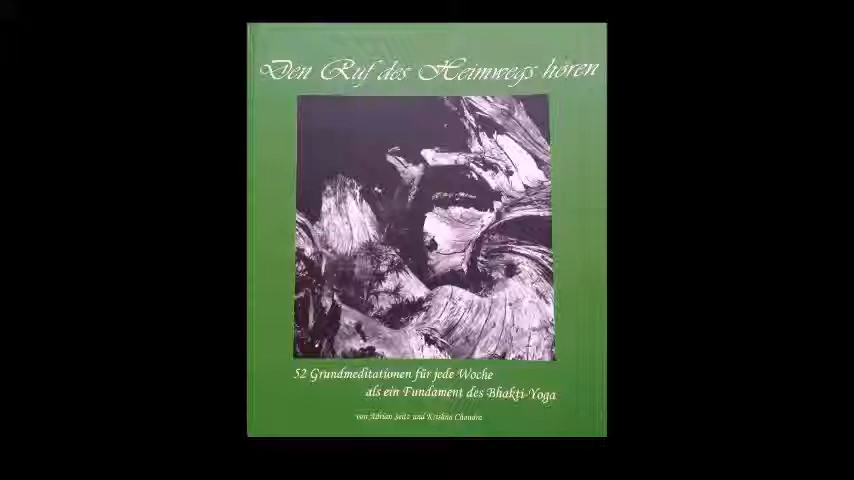 Den Ruf des Heimwegs hören
52 Grundmeditationen für jede Woche
als ein Fundament des Bhakti-Yoga
von Adrian Seitz und Krishna Chandra